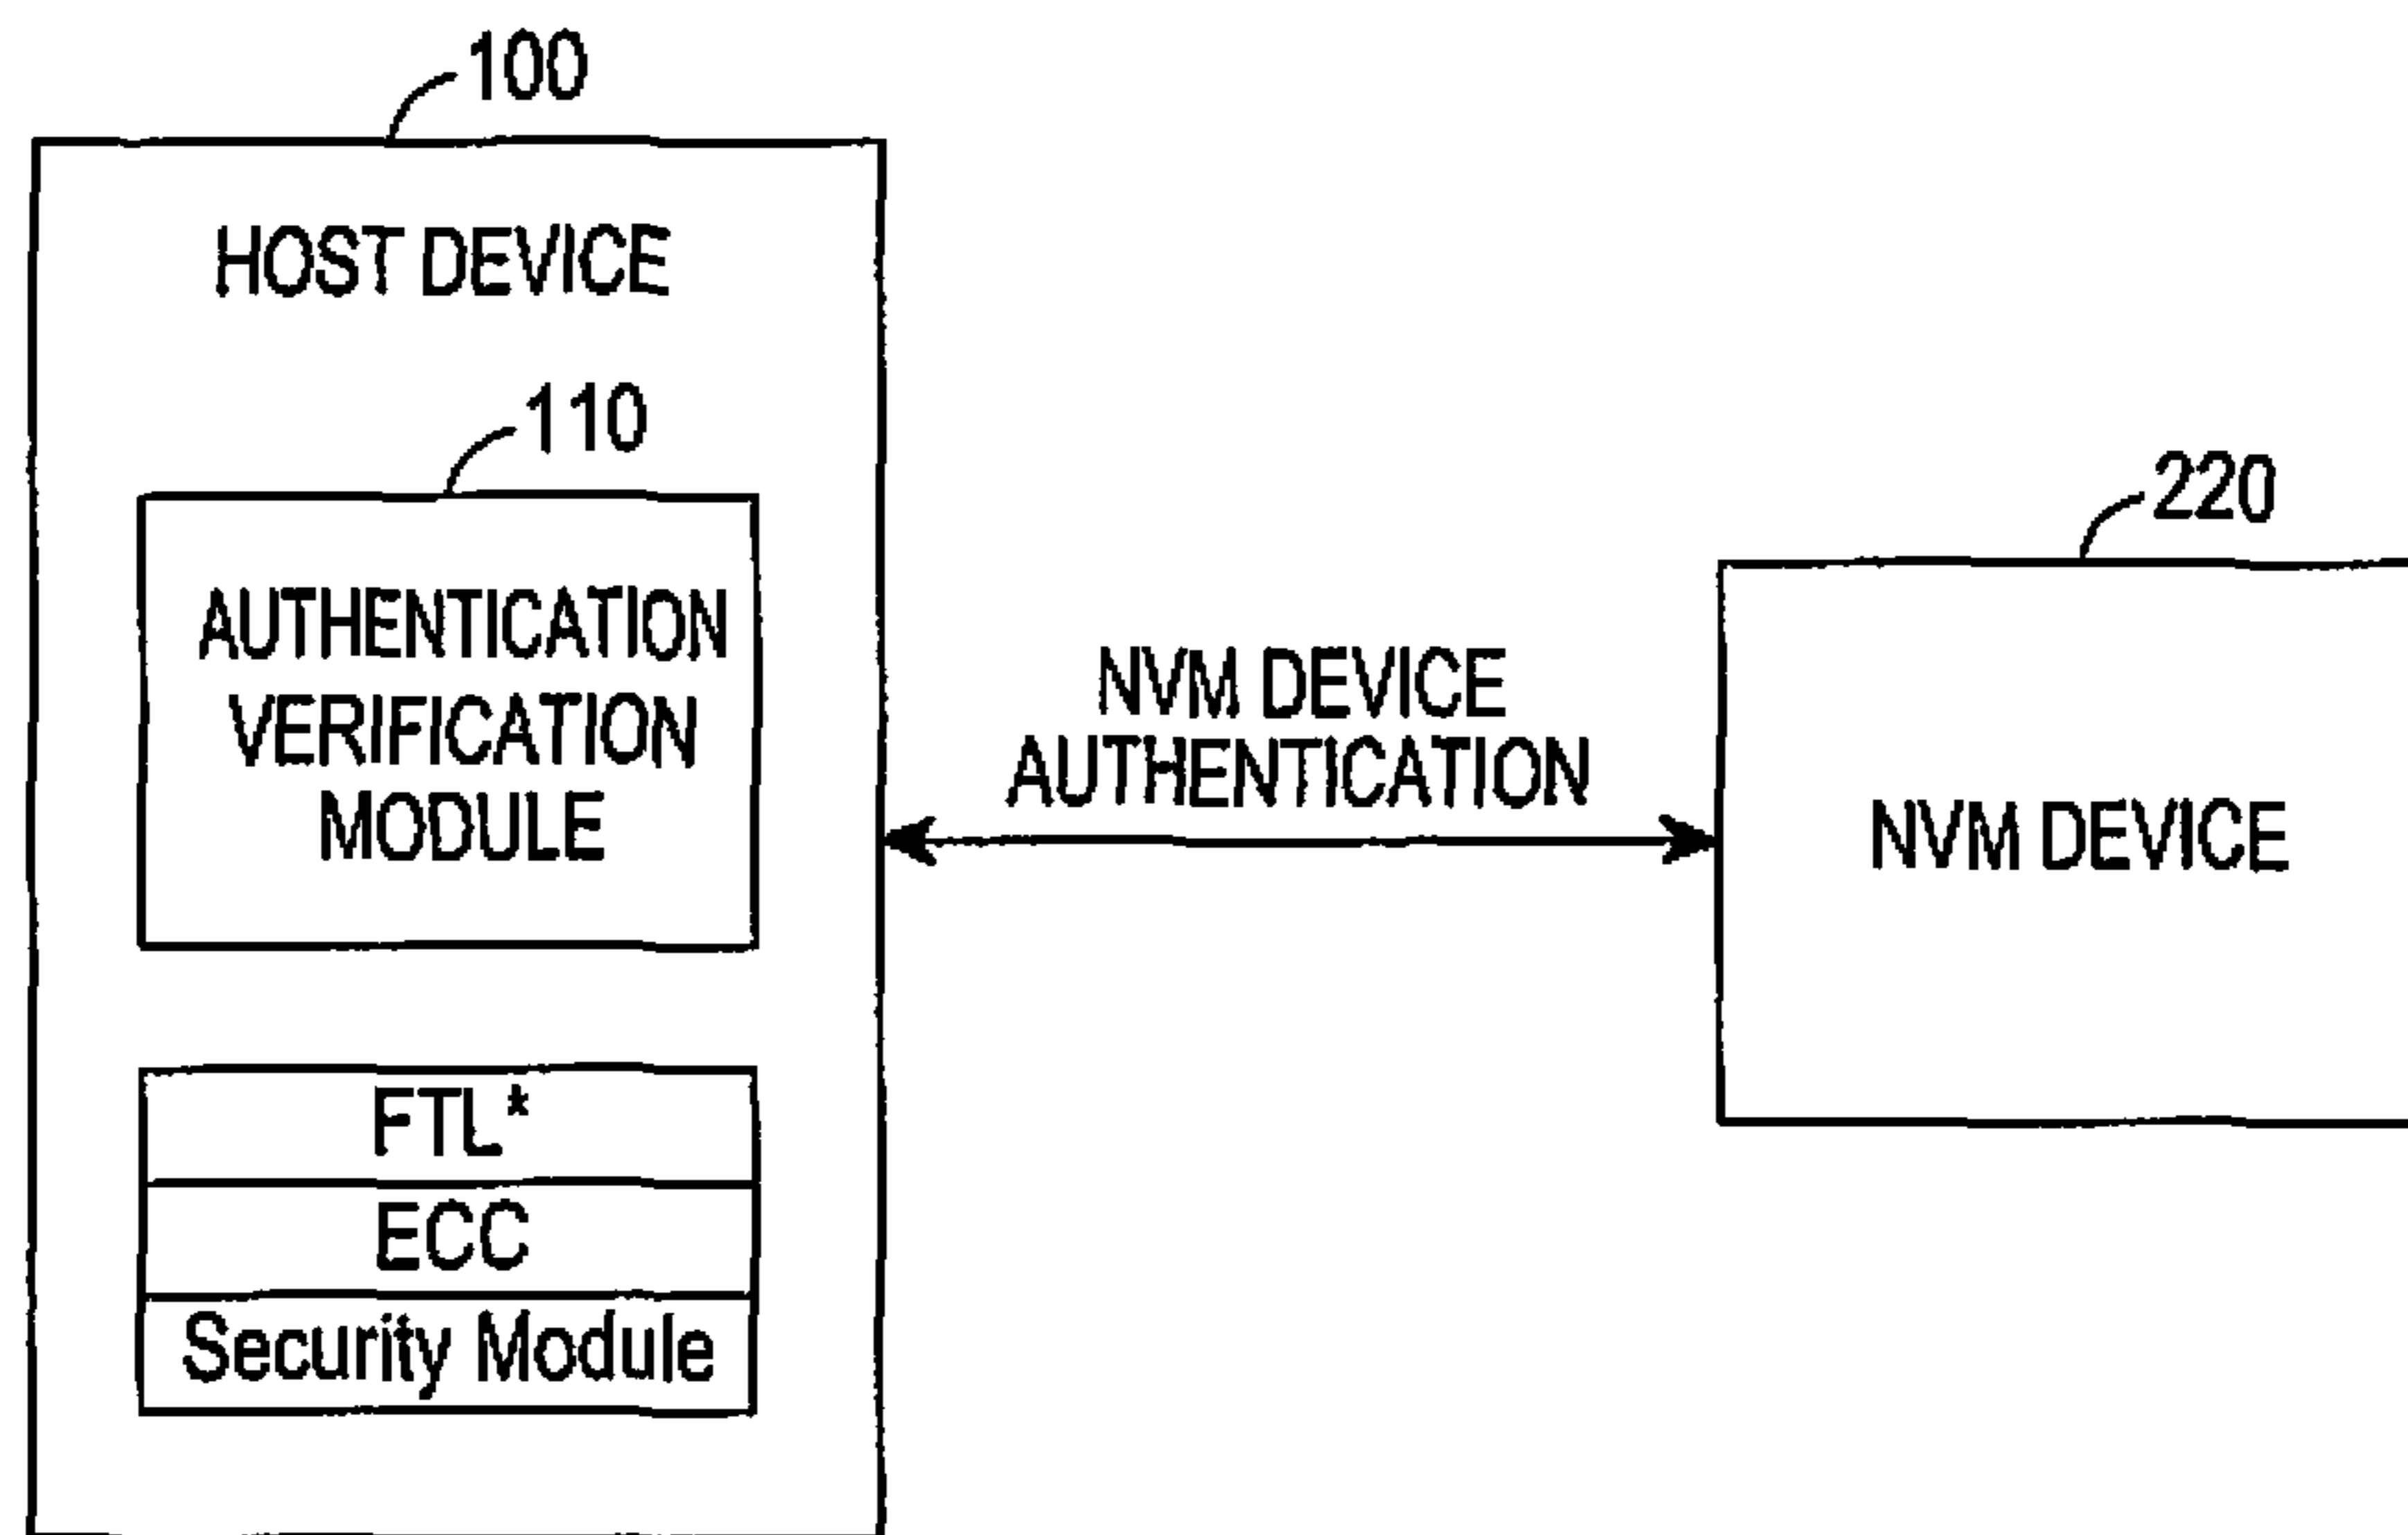 100
HOST DEVICE
110
AUTHENTICATION
VERIFICATION
MODULE
FTL*
ECC
Security Module
NVM DEVICE
AUTHENTICATION
220
NVM DEVICE